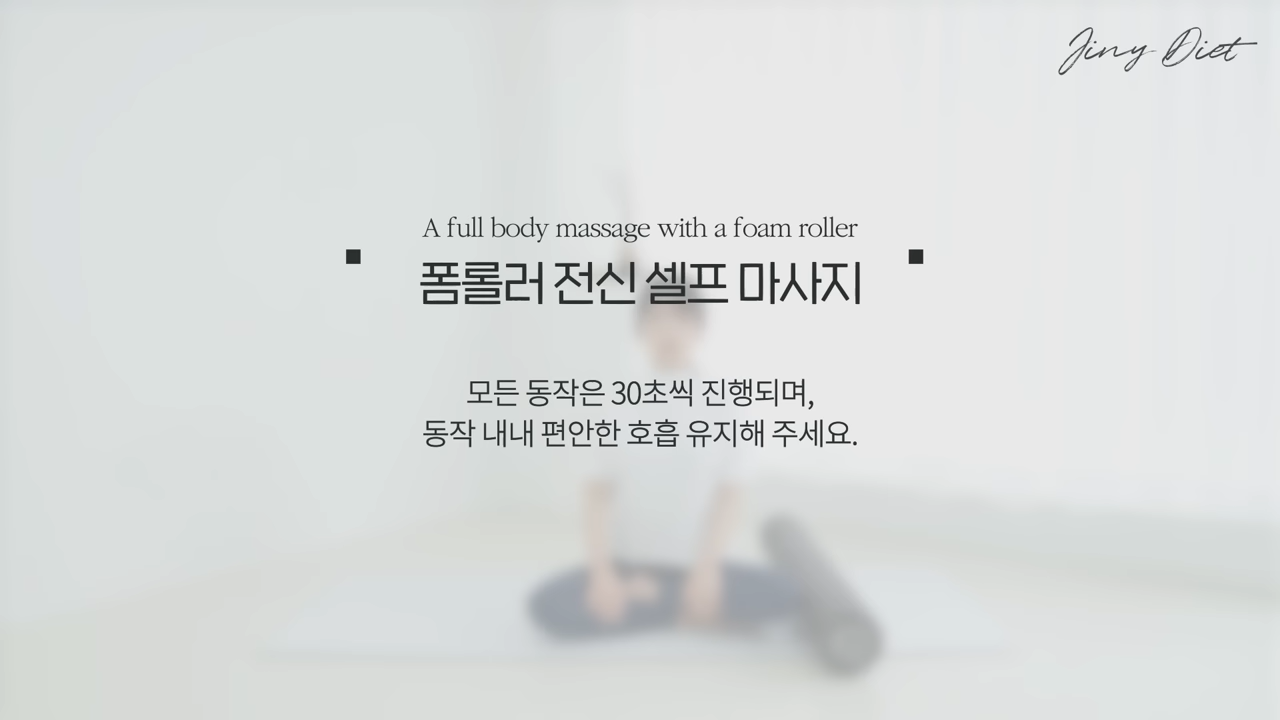 Jiny Diet
A full body massage with a foam roller
폼롤러 전신 셀프 마사지
모든 동작은 30초씩 진행되며,
동작 내내 편안한 호흡 유지해 주세요.